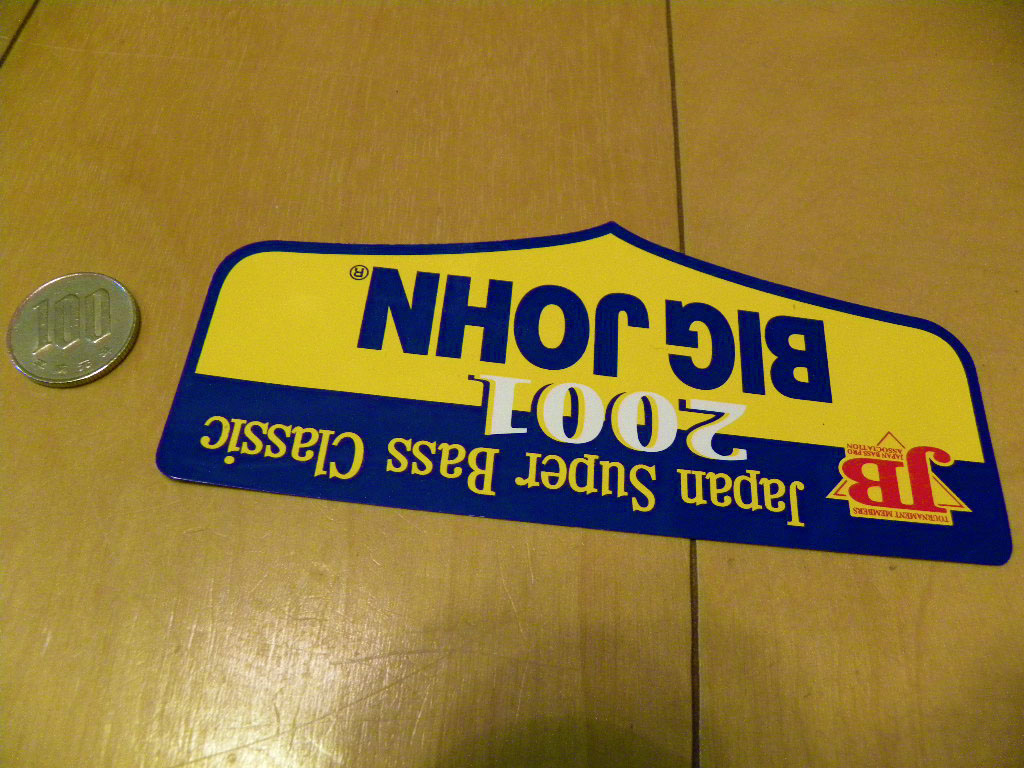 TOURNAMENT MEMBERS
JB
JAPAN BASS PRO
ASSOCIATION
Japan Super Bass Classic
2001
BIG JOHN®
100